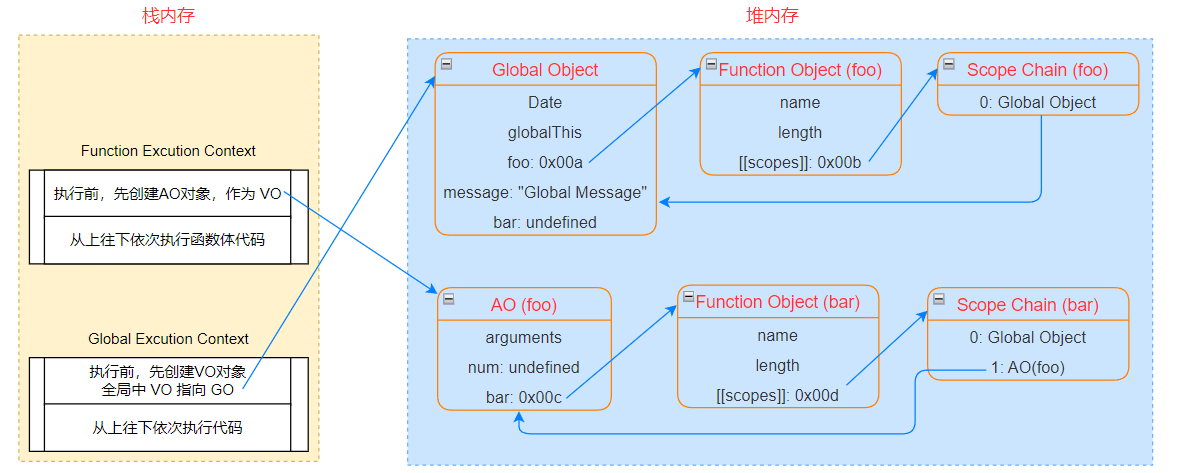 栈内存
堆内存
Function Excution Context
执行前，先创建AO对象，作为 VO
从上往下依次执行函数体代码
Global Excution Context
执行前，先创建VO对象
全局中 VO 指向 GO
从上往下依次执行代码
Global Object
Date
globalThis
foo: 0x00a
message: "Global Message"
bar: undefined
Function Object (foo)
name
length
[[scopes]]: 0x00b
Scope Chain (foo)
0: Global Object
AO (foo)
arguments
num: undefined
bar: 0x00c
Function Object (bar)
name
length
[[scopes]]: 0x00d
Scope Chain (bar)
0: Global Object
1: AO(foo)